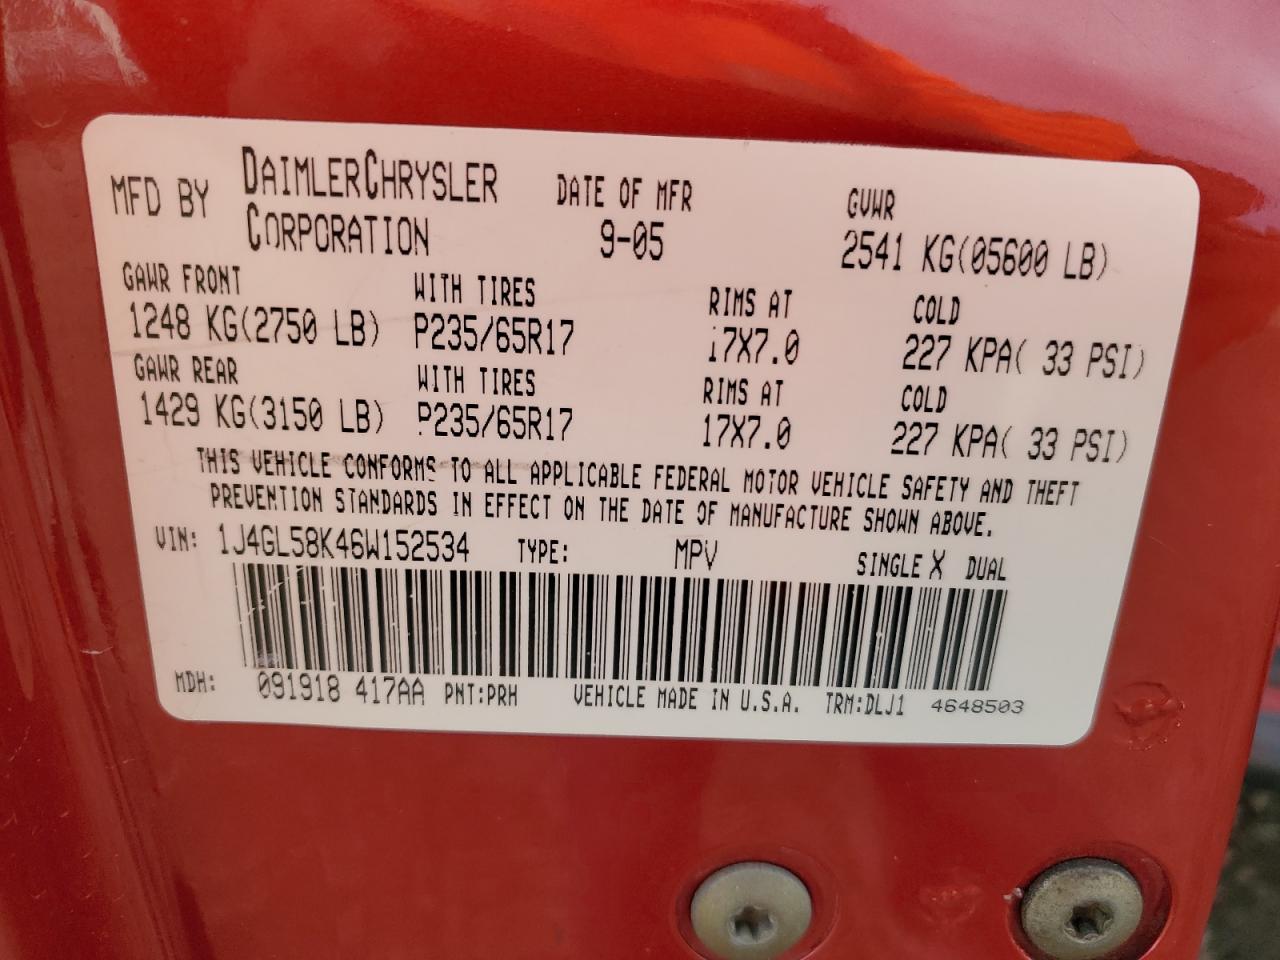 MFD BY DAIMLERCHRYSLER CORPORATION DATE OF MFR GVWR
9-05 2541 KG(05600 LB)
GAWR FRONT WITH TIRES RIMS AT COLD
1248 KG(2750 LB) P235/65R17 17X7.0 227 KPA( 33 PSI)
GAWR REAR WITH TIRES RIMS AT COLD
1429 KG(3150 LB) P235/65R17 17X7.0 227 KPA( 33 PSI)
THIS VEHICLE CONFORMS TO ALL APPLICABLE FEDERAL MOTOR VEHICLE SAFETY AND THEFT
PREVENTION STANDARDS IN EFFECT ON THE DATE OF MANUFACTURE SHOWN ABOVE.
VIN: 1J4GL58K46W152534 TYPE: MPV SINGLE X DUAL
MDH: 091918 417AA PNT:PRH VEHICLE MADE IN U.S.A. TRM:DLJ1 4648503